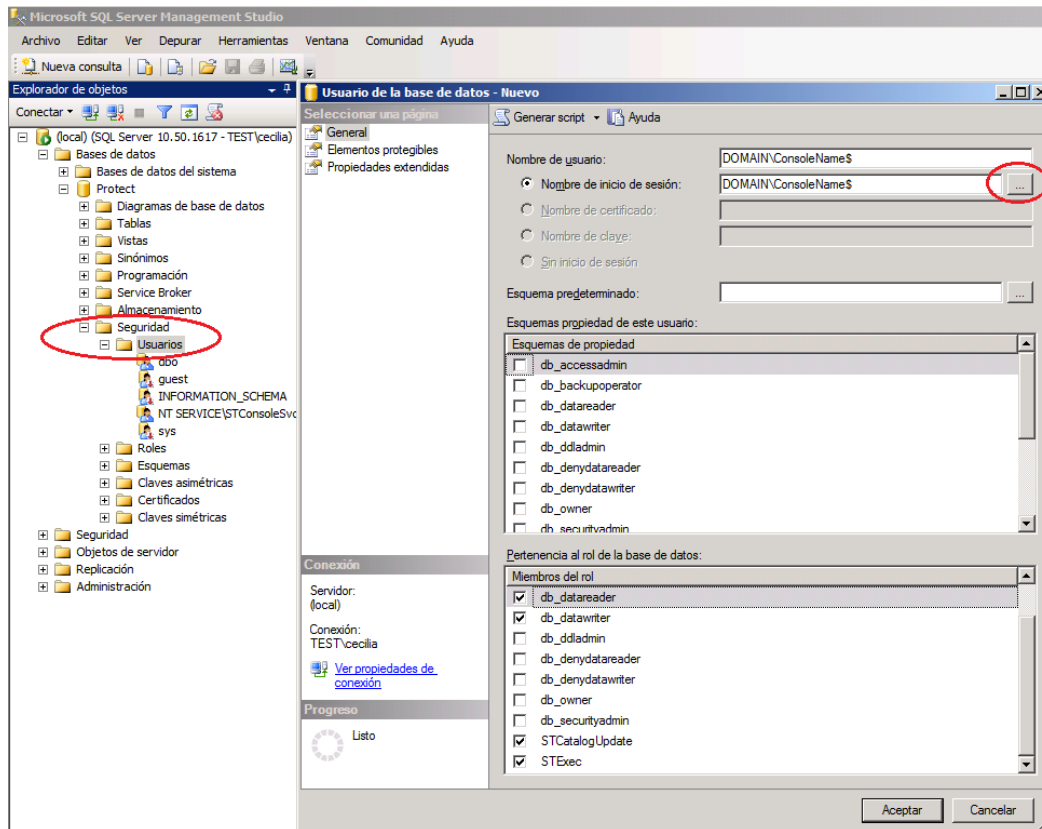 Microsoft SQL Server Management Studio
Archivo Editar Ver Depurar Herramientas Ventana Comunidad Ayuda
Nueva consulta
Explorador de objetos
Conectar
(local) (SQL Server 10.50.1617 - TEST\cecilia)
Bases de datos
Bases de datos del sistema
Protect
Diagramas de base de datos
Tablas
Vistas
Sinónimos
Programación
Service Broker
Almacenamiento
Seguridad
Usuarios
dbo
guest
INFORMATION_SCHEMA
NT SERVICE\STConsoleSvc
sys
Roles
Esquemas
Claves asimétricas
Certificados
Claves simétricas
Seguridad
Objetos de servidor
Replicación
Administración
Usuario de la base de datos - Nuevo
Seleccionar una página
General
Elementos protegibles
Propiedades extendidas
Conexión
Servidor:
(local)
Conexión:
TEST\cecilia
Ver propiedades de
conexión
Progreso
Listo
Generar script Ayuda
Nombre de usuario: DOMAIN\ConsoleName$
Nombre de inicio de sesión: DOMAIN\ConsoleName$ ...
Nombre de certificado:
Nombre de clave:
Sin inicio de sesión
Esquema predeterminado: ...
Esquemas propiedad de este usuario:
Esquemas de propiedad
db_accessadmin
db_backupoperator
db_datareader
db_datawriter
db_ddladmin
db_denydatareader
db_denydatawriter
db_owner
db_securityadmin
Pertenencia al rol de la base de datos:
Miembros del rol
db_datareader
db_datawriter
db_ddladmin
db_denydatareader
db_denydatawriter
db_owner
db_securityadmin
STCatalogUpdate
STExec
Aceptar Cancelar